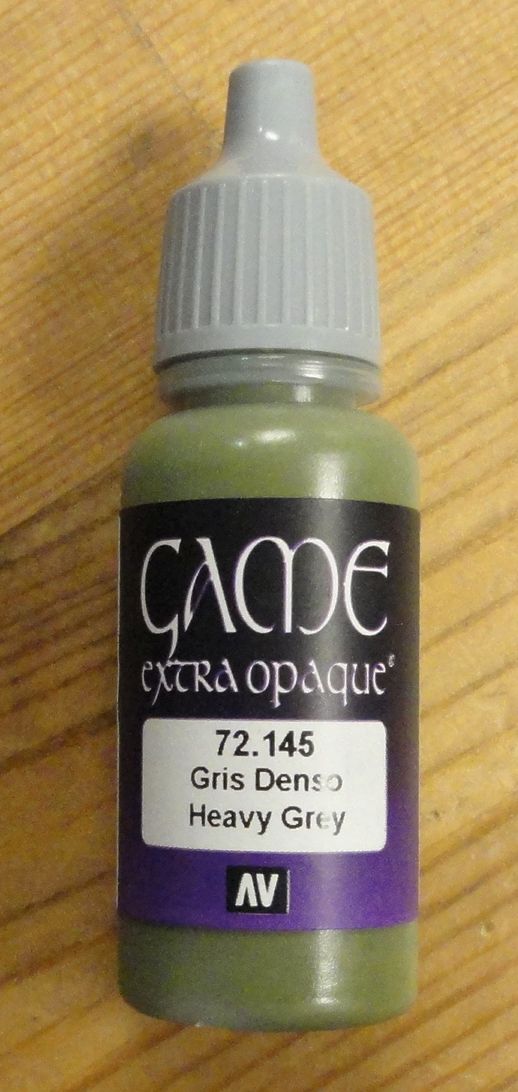 GAME
extra opaque®
72.145
Gris Denso
Heavy Grey
AV